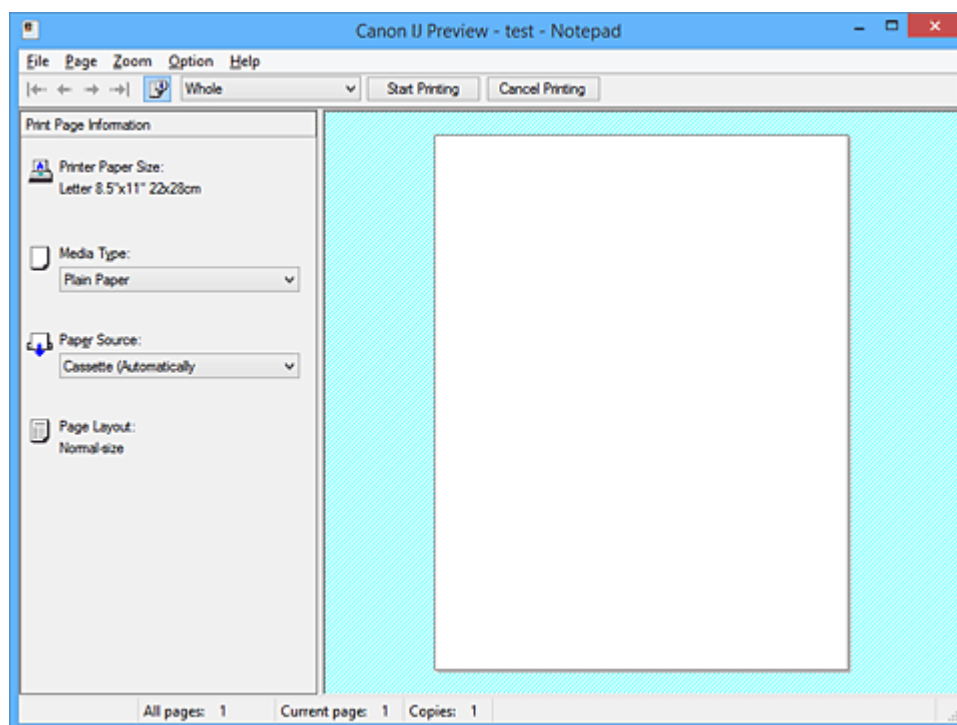 Canon IJ Preview - test - Notepad
File Page Zoom Option Help
Whole Start Printing Cancel Printing
Print Page Information
Printer Paper Size:
Letter 8.5"x11" 22x28cm
Media Type:
Plain Paper
Paper Source:
Cassette (Automatically
Page Layout:
Normal-size
All pages: 1 Current page: 1 Copies: 1